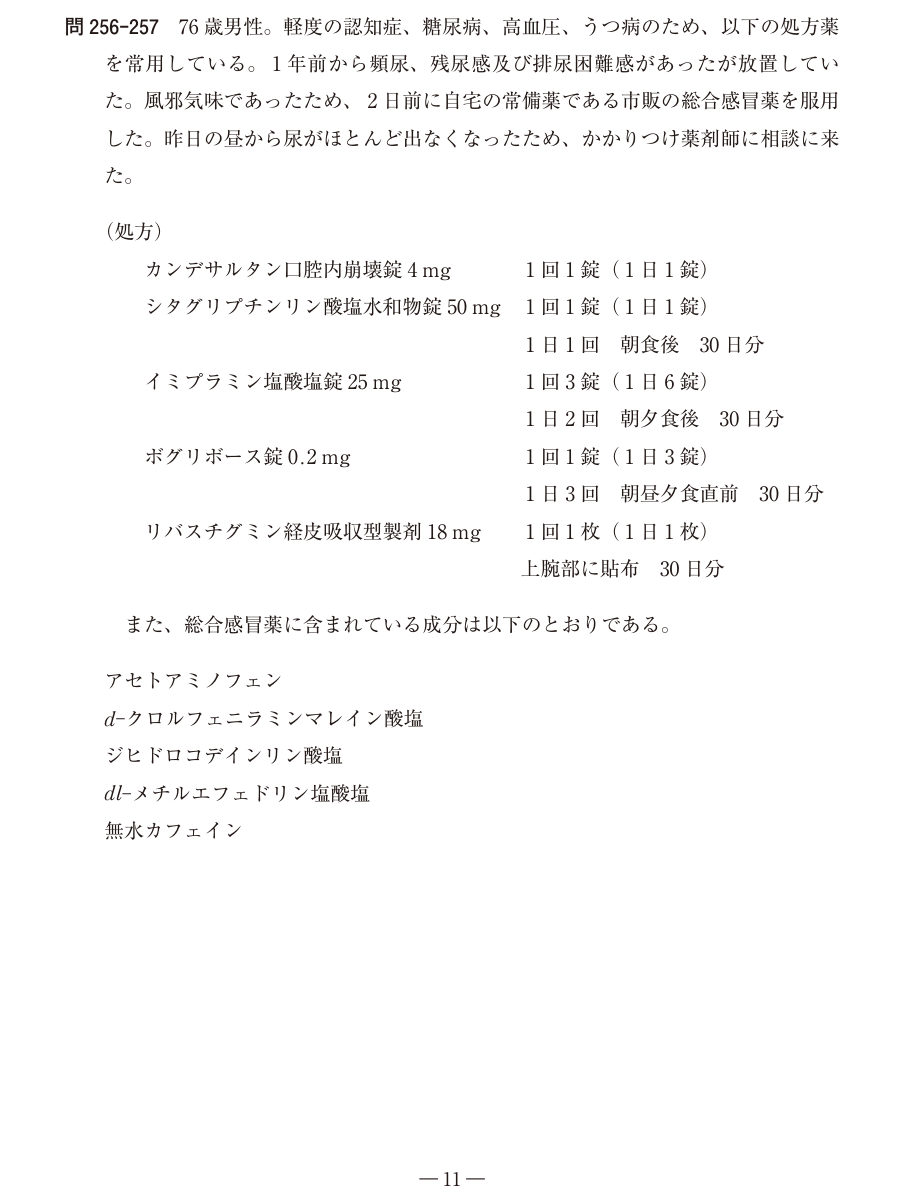 問 256-257　76 歳男性。軽度の認知症、糖尿病、高血圧、うつ病のため、以下の処方薬
を常用している。１年前から頻尿、残尿感及び排尿困難感があったが放置してい
た。風邪気味であったため、２日前に自宅の常備薬である市販の総合感冒薬を服用
した。昨日の昼から尿がほとんど出なくなったため、かかりつけ薬剤師に相談に来
た。
（処方）
カンデサルタン口腔内崩壊錠 4 mg　１回１錠（１日１錠）
シタグリプチンリン酸塩水和物錠 50 mg　１回１錠（１日１錠）
１日１回　朝食後　30 日分
イミプラミン塩酸塩錠 25 mg　１回３錠（１日６錠）
１日２回　朝夕食後　30 日分
ボグリボース錠 0.2 mg　１回１錠（１日３錠）
１日３回　朝昼夕食直前　30 日分
リバスチグミン経皮吸収型製剤 18 mg　１回１枚（１日１枚）
上腕部に貼布　30 日分
また、総合感冒薬に含まれている成分は以下のとおりである。
アセトアミノフェン
d-クロルフェニラミンマレイン酸塩
ジヒドロコデインリン酸塩
dl-メチルエフェドリン塩酸塩
無水カフェイン
— 11 —